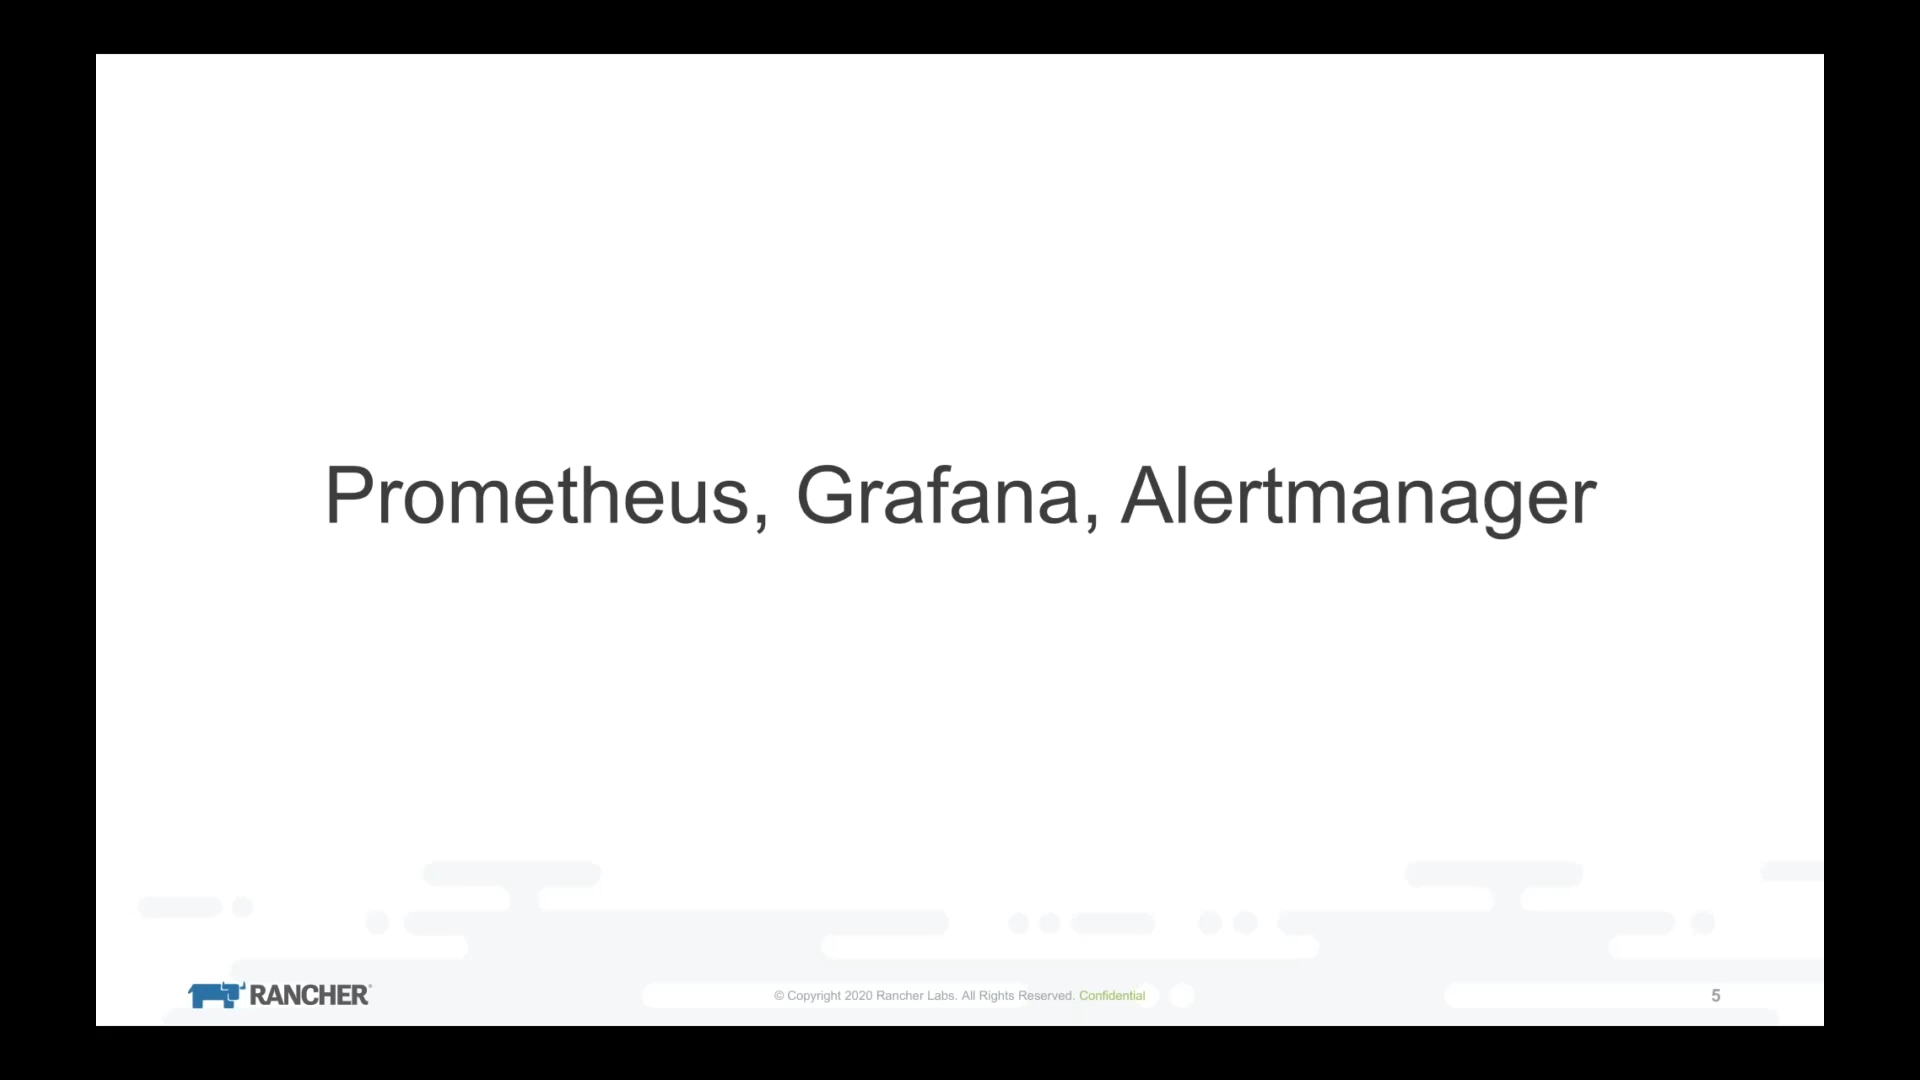 Prometheus, Grafana, Alertmanager
RANCHER®
© Copyright 2020 Rancher Labs. All Rights Reserved. Confidential
5